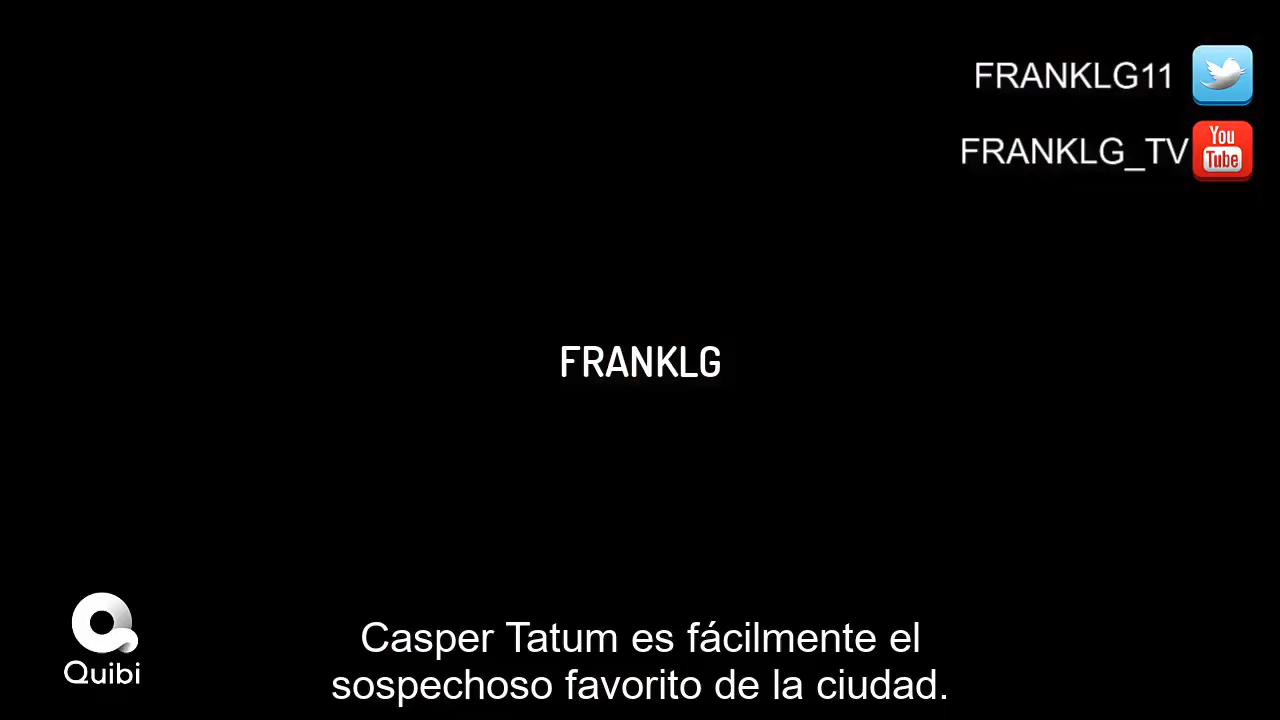 FRANKLG11
FRANKLG_TV
You
Tube
FRANKLG
Quibi
Casper Tatum es fácilmente el
sospechoso favorito de la ciudad.